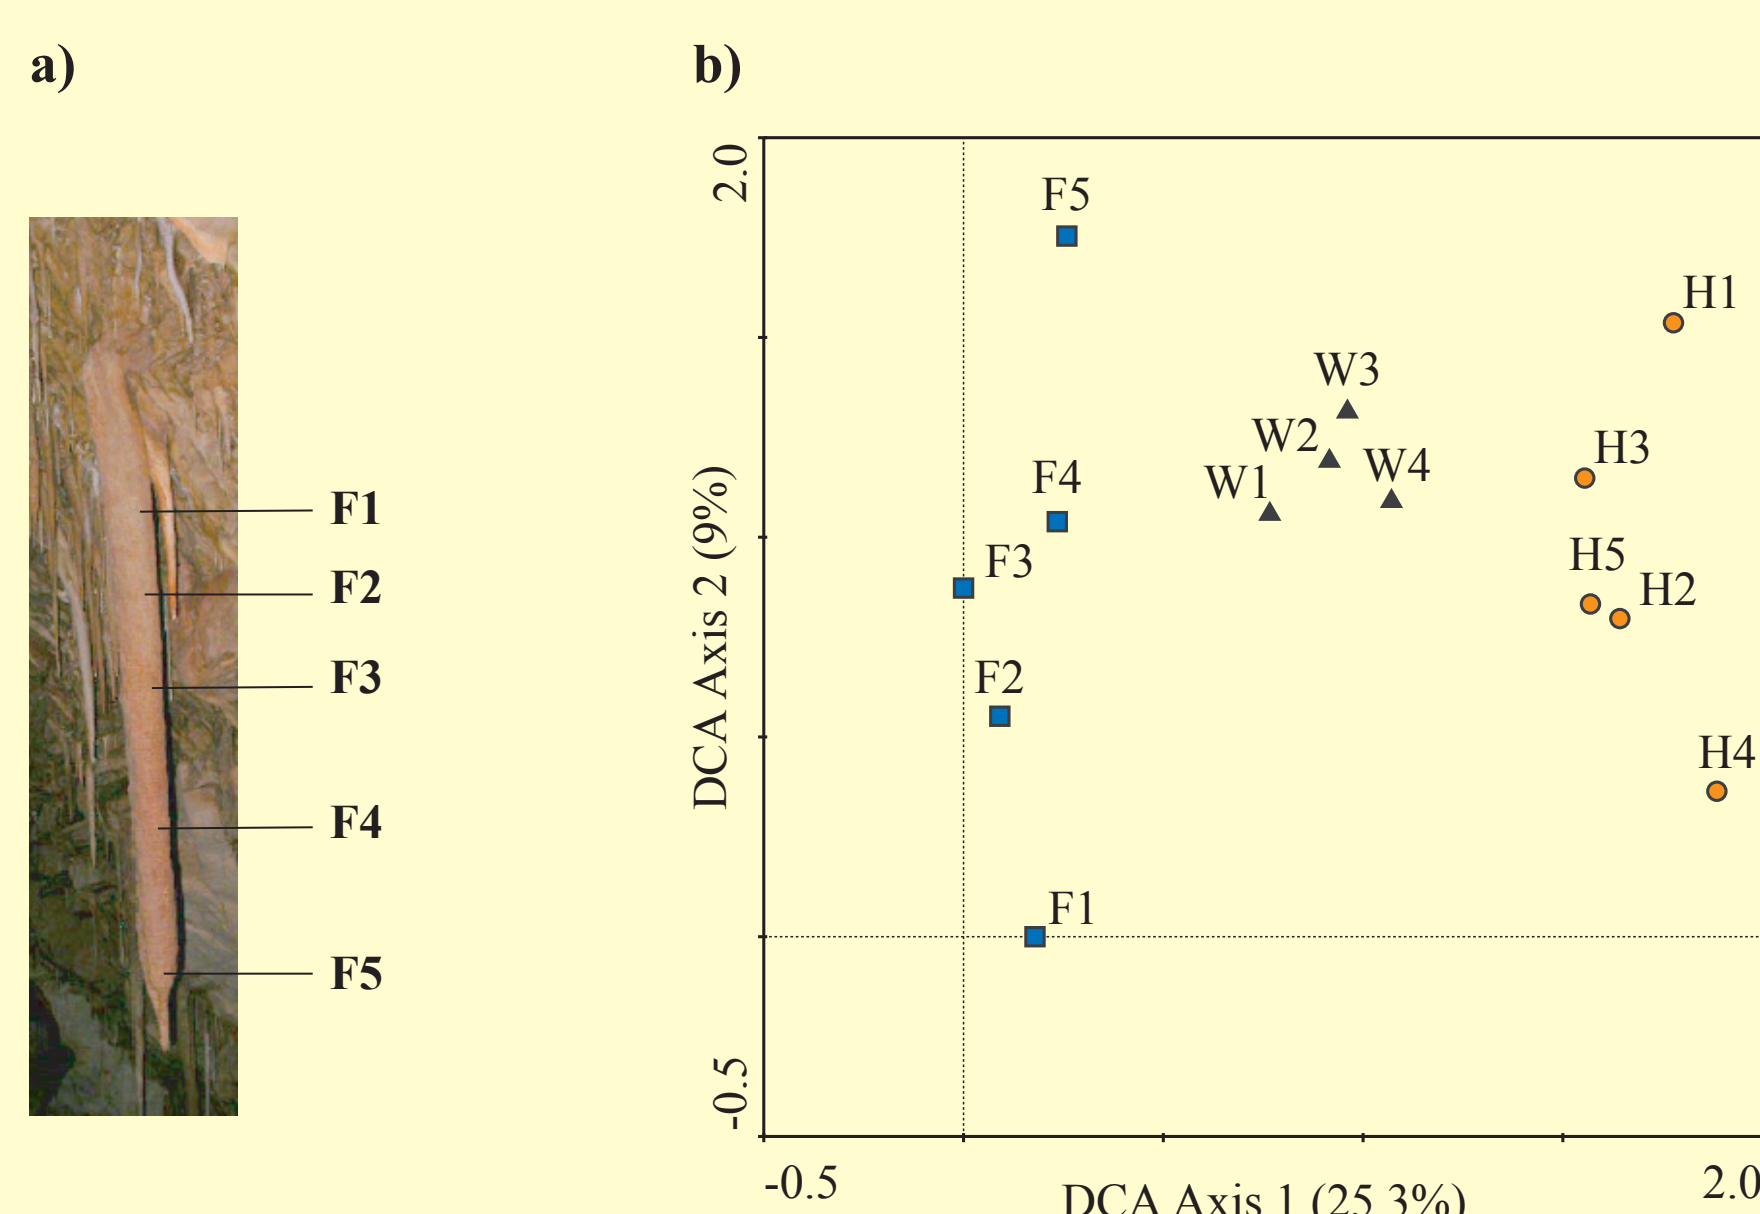 a)
F1
F2
F3
F4
F5
b)
2.0
-0.5
DCA Axis 2 (9%)
F5
H1
W3
W2
W4
H3
F4
W1
F3
H5
H2
F2
H4
F1
-0.5
2.0
DCA Axis 1 (25.3%)